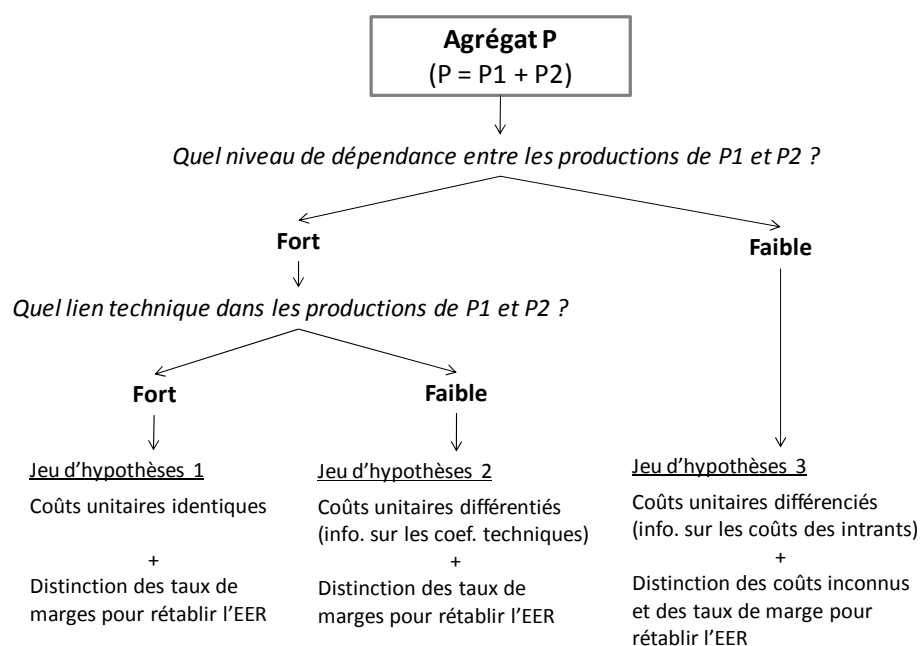 Agrégat P
(P = P1 + P2)
Quel niveau de dépendance entre les productions de P1 et P2 ?
Fort
Faible
Quel lien technique dans les productions de P1 et P2 ?
Fort
Faible
Jeu d'hypothèses 1
Coûts unitaires identiques
+
Distinction des taux de
marges pour rétablir l'EER
Jeu d'hypothèses 2
Coûts unitaires différentiés
(info. sur les coef. techniques)
+
Distinction des taux de
marges pour rétablir l'EER
Jeu d'hypothèses 3
Coûts unitaires différenciés
(info. sur les coûts des intrants)
+
Distinction des coûts inconnus
et des taux de marge pour
rétablir l'EER